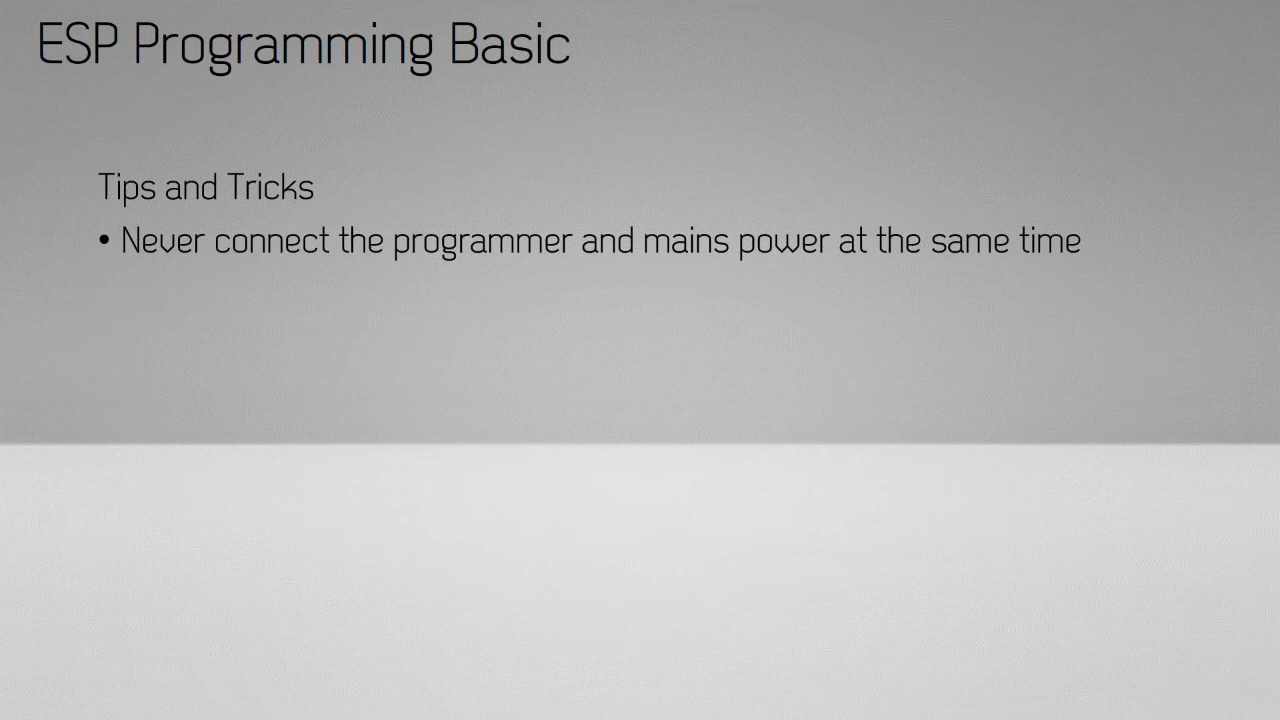 ESP Programming Basic
Tips and Tricks
• Never connect the programmer and mains power at the same time